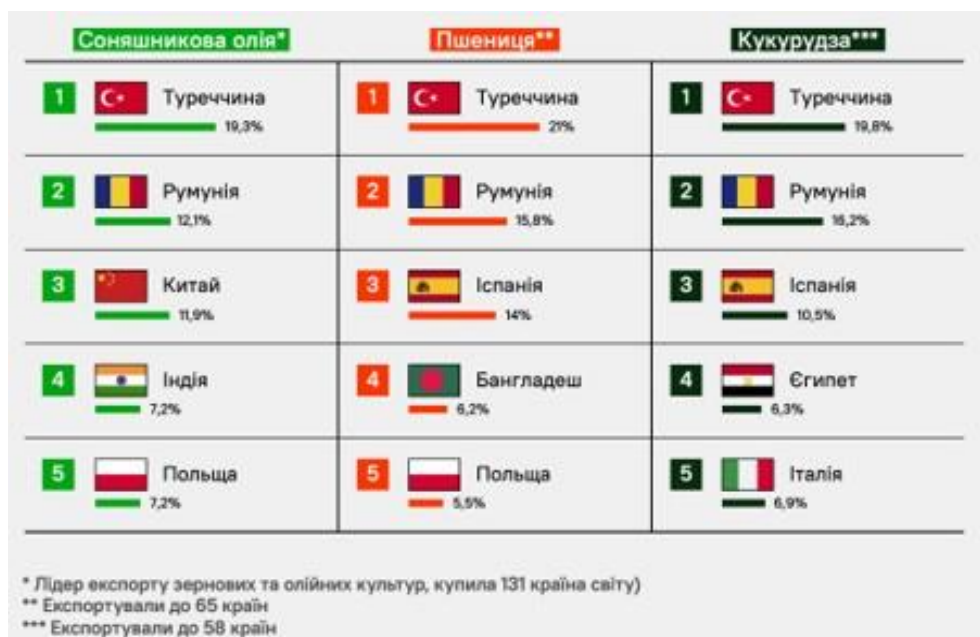 Соняшникова олія* Пшениця** Кукурудза***
1 Туреччина 1 Туреччина 1 Туреччина
19,3% 21% 19,8%
2 Румунія 2 Румунія 2 Румунія
12,1% 15,8% 16,2%
3 Китай 3 Іспанія 3 Іспанія
11,9% 14% 10,5%
4 Індія 4 Бангладеш 4 Єгипет
7,2% 6,2% 6,3%
5 Польща 5 Польща 5 Італія
7,2% 5,5% 6,9%
* Лідер експорту зернових та олійних культур, купила 131 країна світу)
** Експортували до 65 країн
*** Експортували до 58 країн